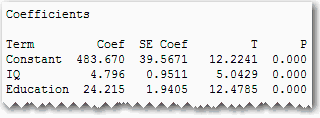 Coefficients
Term Coef SE Coef T P
Constant 483.670 39.5671 12.2241 0.000
IQ 4.796 0.9511 5.0429 0.000
Education 24.215 1.9405 12.4785 0.000